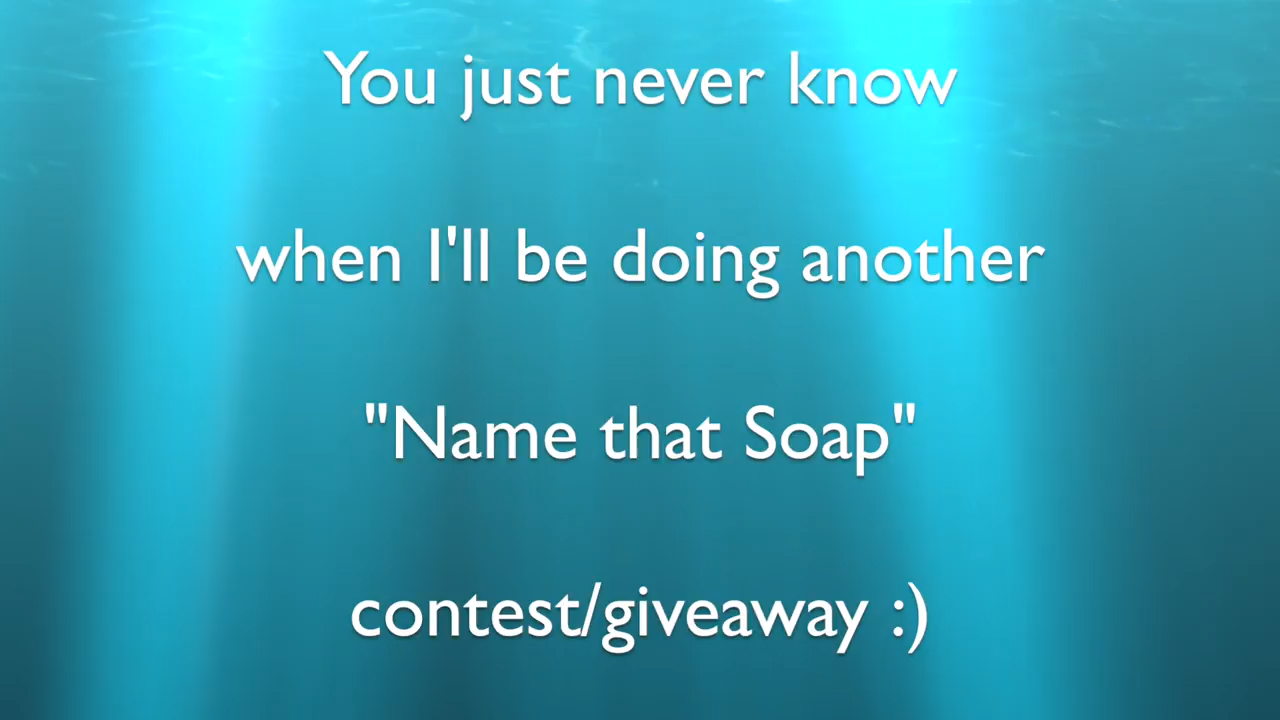 You just never know
when I'll be doing another
"Name that Soap"
contest/giveaway :)